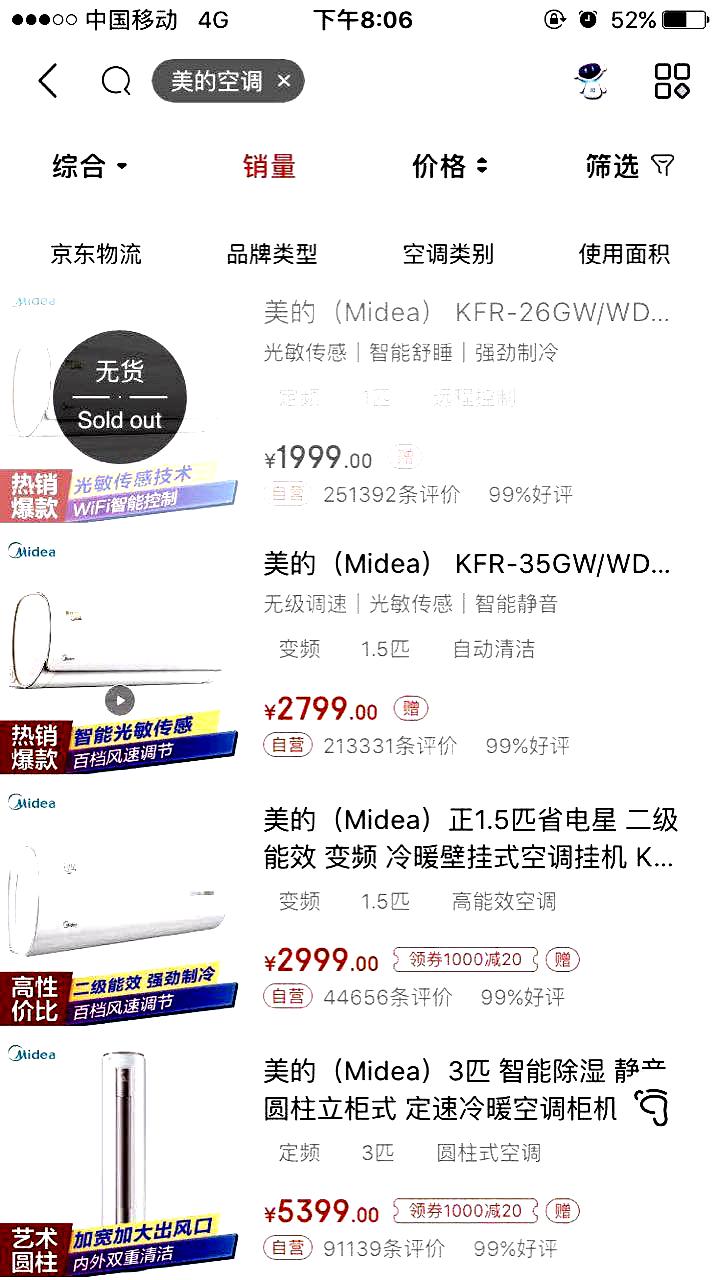 中国移动 4G 下午8:06 52%
美的空调 ×
综合 销量 价格 筛选
京东物流 品牌类型 空调类别 使用面积
Midea
无货
Sold out
热销
爆款
光敏传感技术
WiFi智能控制
美的（Midea） KFR-26GW/WD...
光敏传感｜智能舒睡｜强劲制冷
定频 1匹 远程控制
¥1999.00 赠
自营 251392条评价 99%好评
Midea
热销
爆款
智能光敏传感
百档风速调节
美的（Midea） KFR-35GW/WD...
无级调速｜光敏传感｜智能静音
变频 1.5匹 自动清洁
¥2799.00 赠
自营 213331条评价 99%好评
Midea
高性
价比
二级能效 强劲制冷
百档风速调节
美的（Midea）正1.5匹省电星 二级
能效 变频 冷暖壁挂式空调挂机 K...
变频 1.5匹 高能效空调
¥2999.00 领券1000减20 赠
自营 44656条评价 99%好评
Midea
艺术
圆柱
加宽加大出风口
内外双重清洁
美的（Midea）3匹 智能除湿 静
圆柱立柜式 定速冷暖空调柜机
定频 3匹 圆柱式空调
¥5399.00 领券1000减20 赠
自营 91139条评价 99%好评